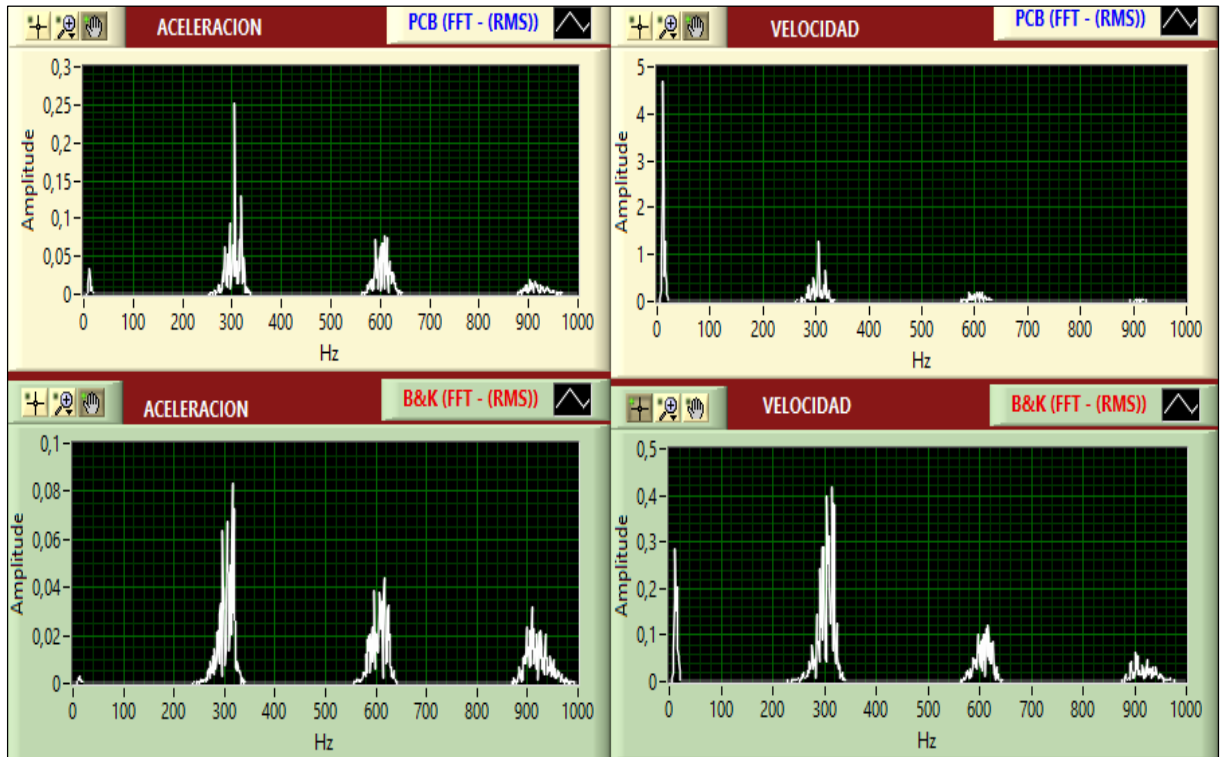 ACELERACION
PCB (FFT - (RMS))
Amplitude
0,3
0,25
0,2
0,15
0,1
0,05
0
0 100 200 300 400 500 600 700 800 900 1000
Hz
VELOCIDAD
PCB (FFT - (RMS))
Amplitude
5
4
3
2
1
0
0 100 200 300 400 500 600 700 800 900 1000
Hz
ACELERACION
B&K (FFT - (RMS))
Amplitude
0,1
0,08
0,06
0,04
0,02
0
0 100 200 300 400 500 600 700 800 900 1000
Hz
VELOCIDAD
B&K (FFT - (RMS))
Amplitude
0,5
0,4
0,3
0,2
0,1
0
0 100 200 300 400 500 600 700 800 900 1000
Hz